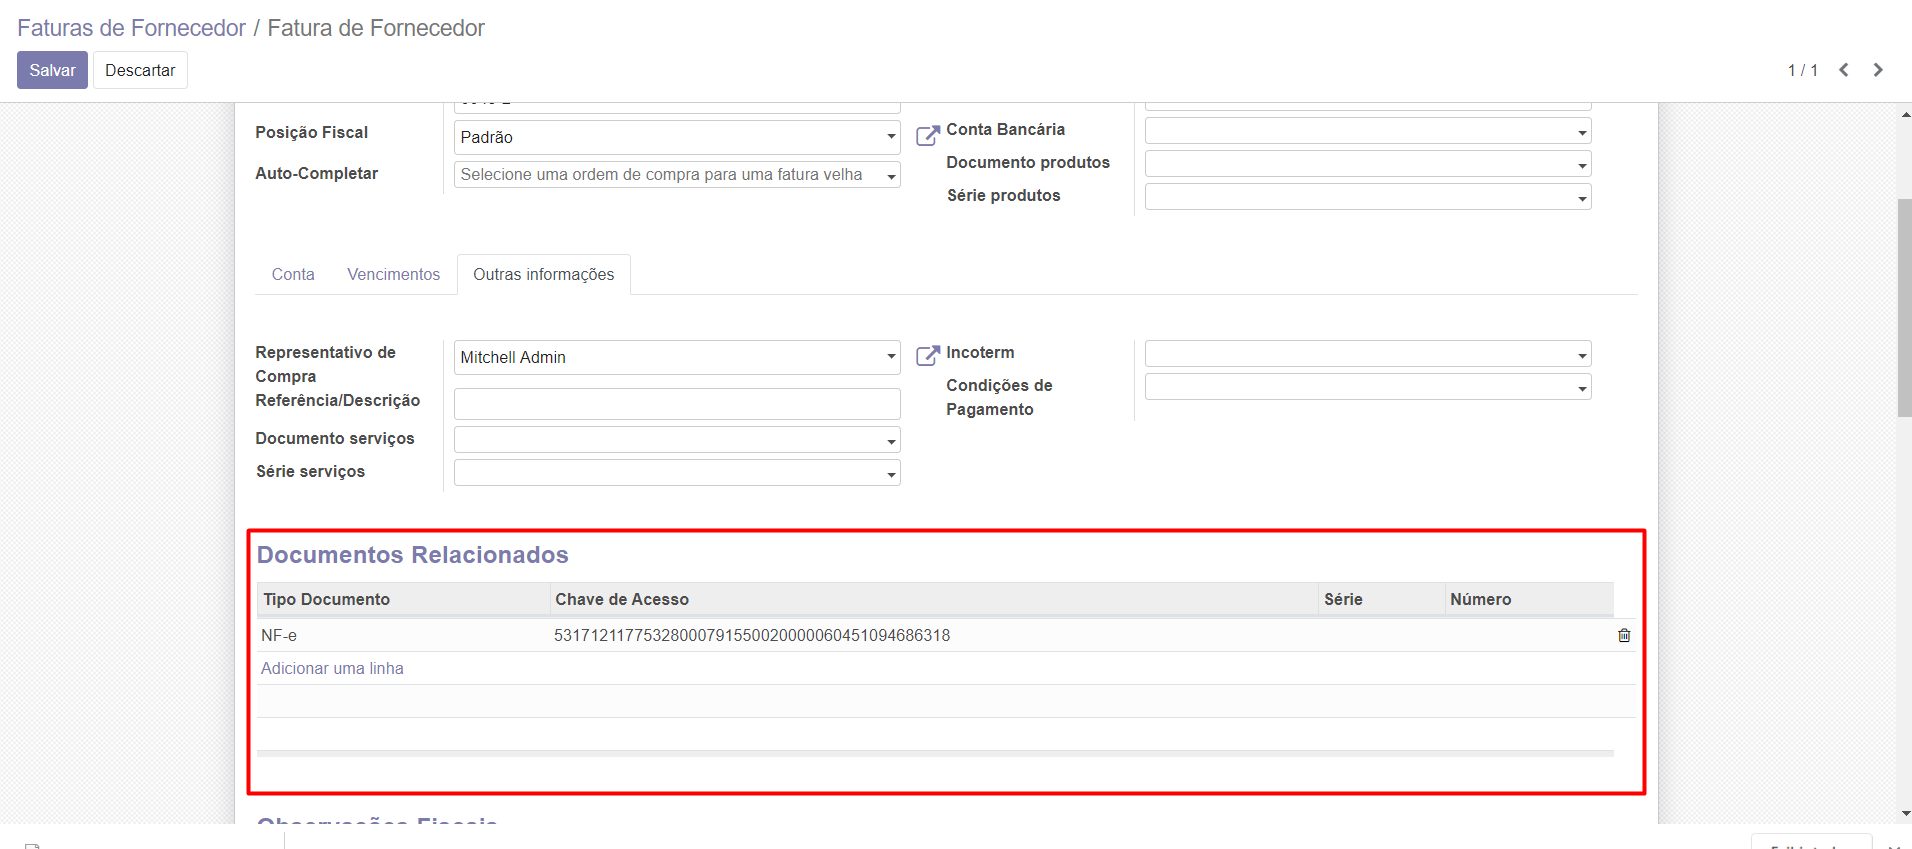 Faturas de Fornecedor / Fatura de Fornecedor
Salvar Descartar 1 / 1
Posição Fiscal Padrão Conta Bancária
Documento produtos
Auto-Completar Selecione uma ordem de compra para uma fatura velha
Série produtos
Conta Vencimentos Outras informações
Representativo de Compra Mitchell Admin Incoterm
Condições de Pagamento
Referência/Descrição
Documento serviços
Série serviços
Documentos Relacionados
Tipo Documento Chave de Acesso Série Número
NF-e 53171211775328000791550020000060451094686318
Adicionar uma linha
Observações Fiscais